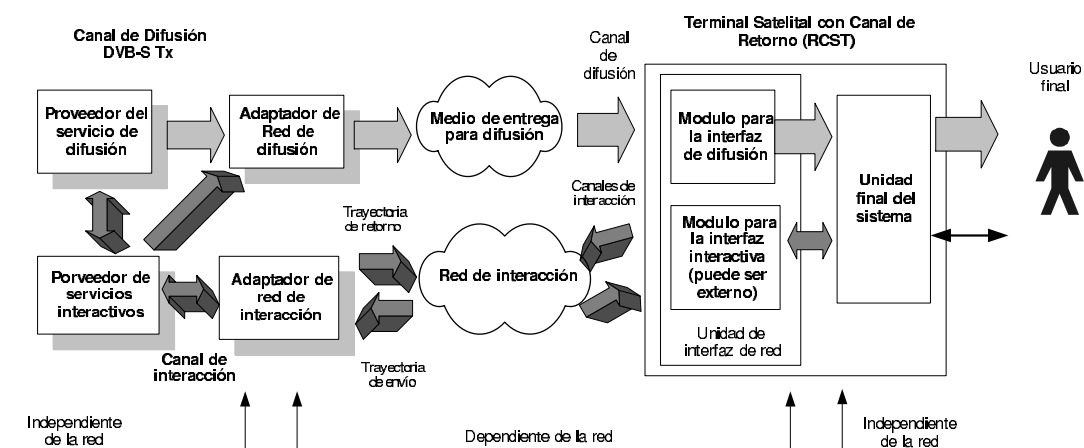 Canal de Difusión
DVB-S Tx
Canal
de
difusión
Terminal Satelital con Canal de
Retorno (RCST)
Usuario
final
Proveedor del
servicio de
difusión
Adaptador de
Red de
difusión
Medio de entrega
para difusión
Modulo para
la interfaz
de difusión
Unidad
final del
sistema
Canales de
interacción
Trayectoria
de retorno
Modulo para
la interfaz
interactiva
(puede ser
externo)
Porveedor de
servicios
interactivos
Adaptador de
red de
interacción
Red de interacción
Unidad de
interfaz de red
Canal de
interacción
Trayectoria
de envío
Independiente
de la red
Dependiente de la red
Independiente
de la red